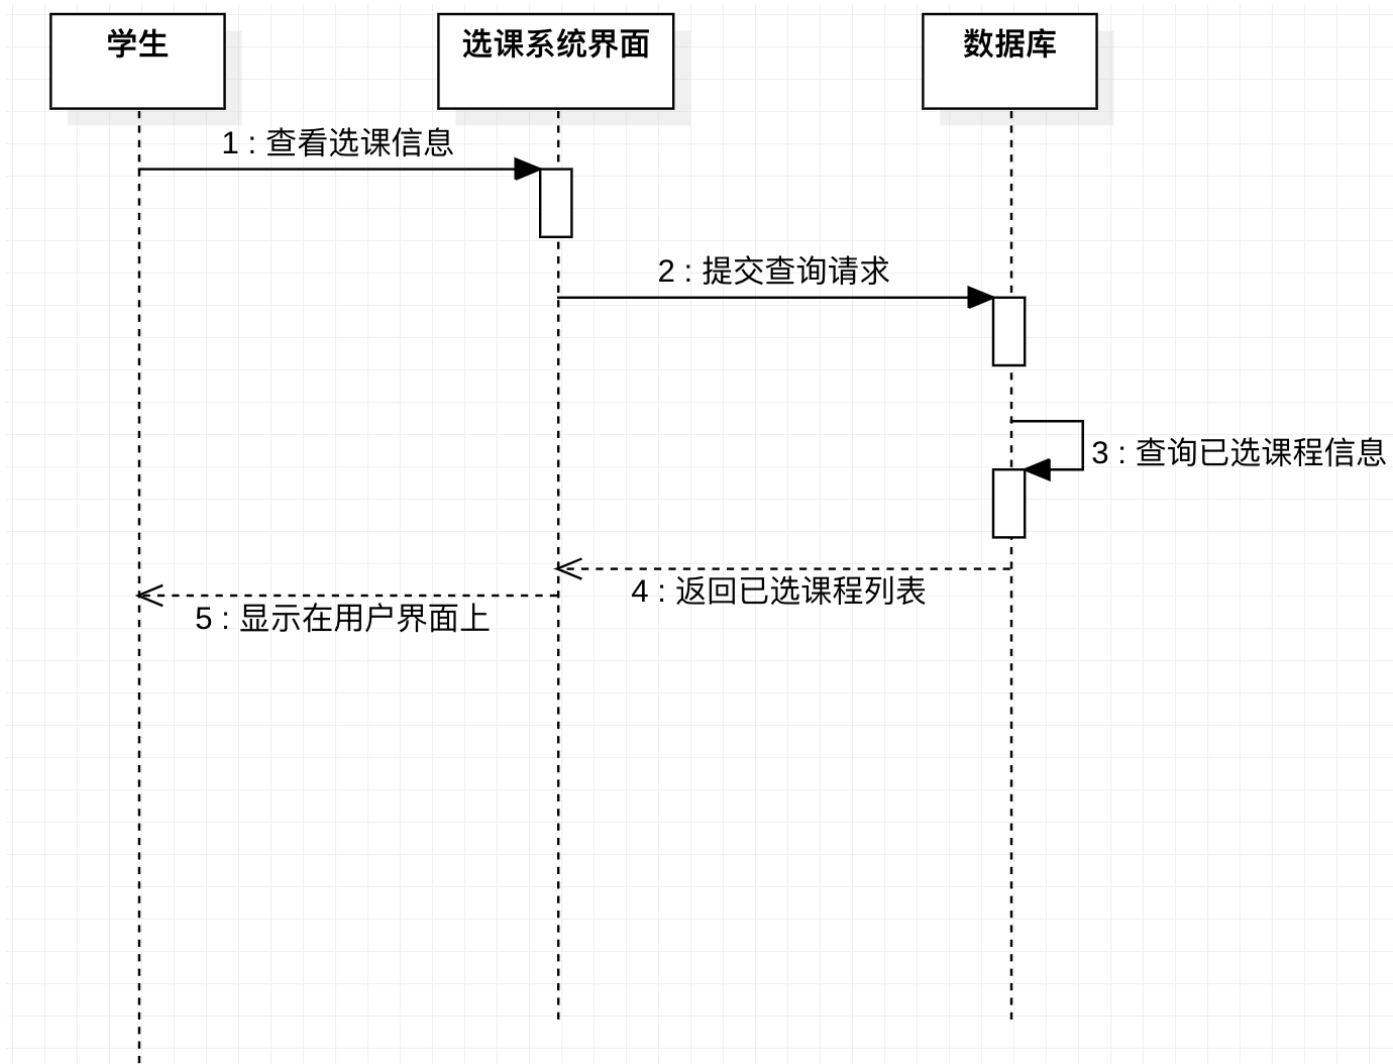 学生
选课系统界面
数据库
1 : 查看选课信息
2 : 提交查询请求
3 : 查询已选课程信息
4 : 返回已选课程列表
5 : 显示在用户界面上